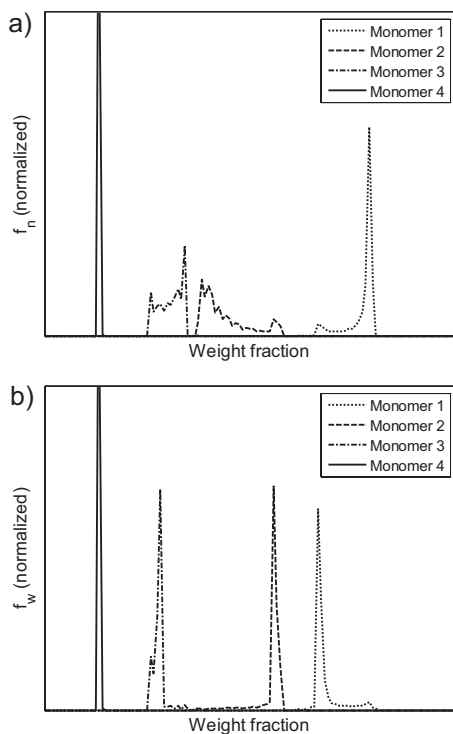 a)
Monomer 1
Monomer 2
Monomer 3
Monomer 4
f_n (normalized)
Weight fraction
b)
Monomer 1
Monomer 2
Monomer 3
Monomer 4
f_w (normalized)
Weight fraction